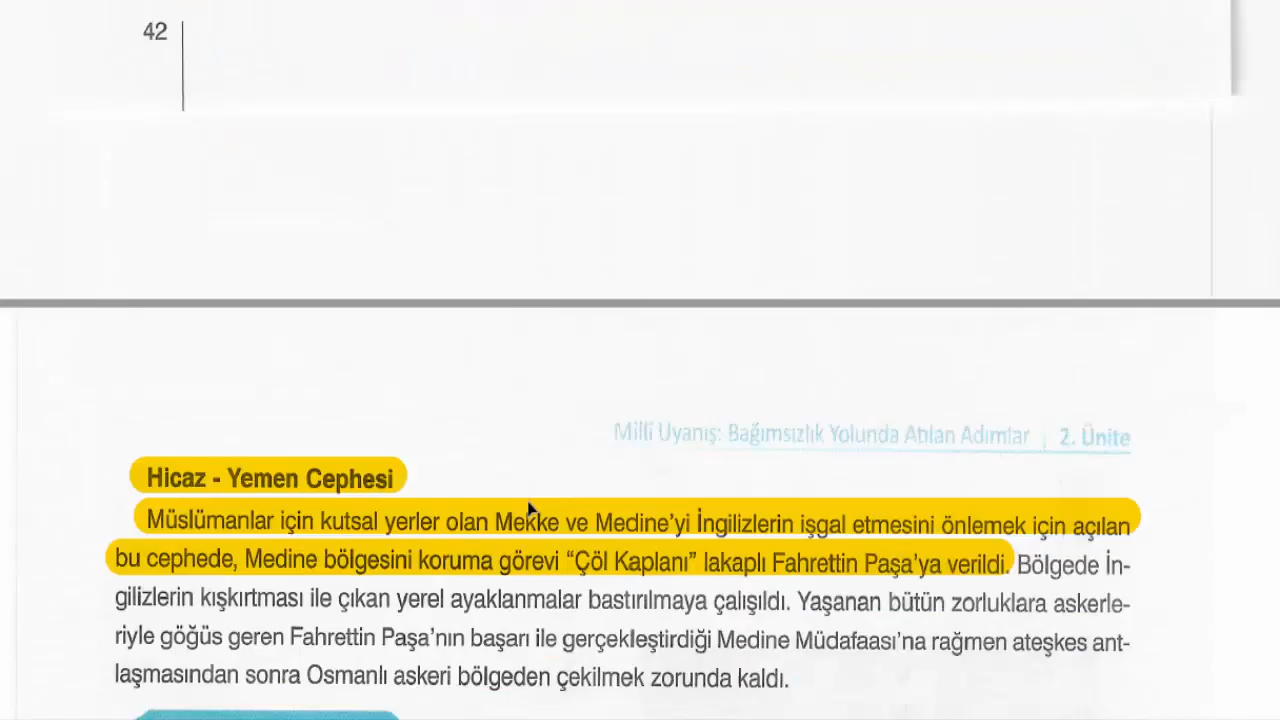 42
Millî Uyanış: Bağımsızlık Yolunda Atılan Adımlar | 2. Ünite
Hicaz - Yemen Cephesi
Müslümanlar için kutsal yerler olan Mekke ve Medine’yi İngilizlerin işgal etmesini önlemek için açılan
bu cephede, Medine bölgesini koruma görevi “Çöl Kaplanı” lakaplı Fahrettin Paşa’ya verildi. Bölgede İn-
gilizlerin kışkırtması ile çıkan yerel ayaklanmalar bastırılmaya çalışıldı. Yaşanan bütün zorluklara askerle-
riyle göğüs geren Fahrettin Paşa’nın başarı ile gerçekleştirdiği Medine Müdafaası’na rağmen ateşkes ant-
laşmasından sonra Osmanlı askeri bölgeden çekilmek zorunda kaldı.